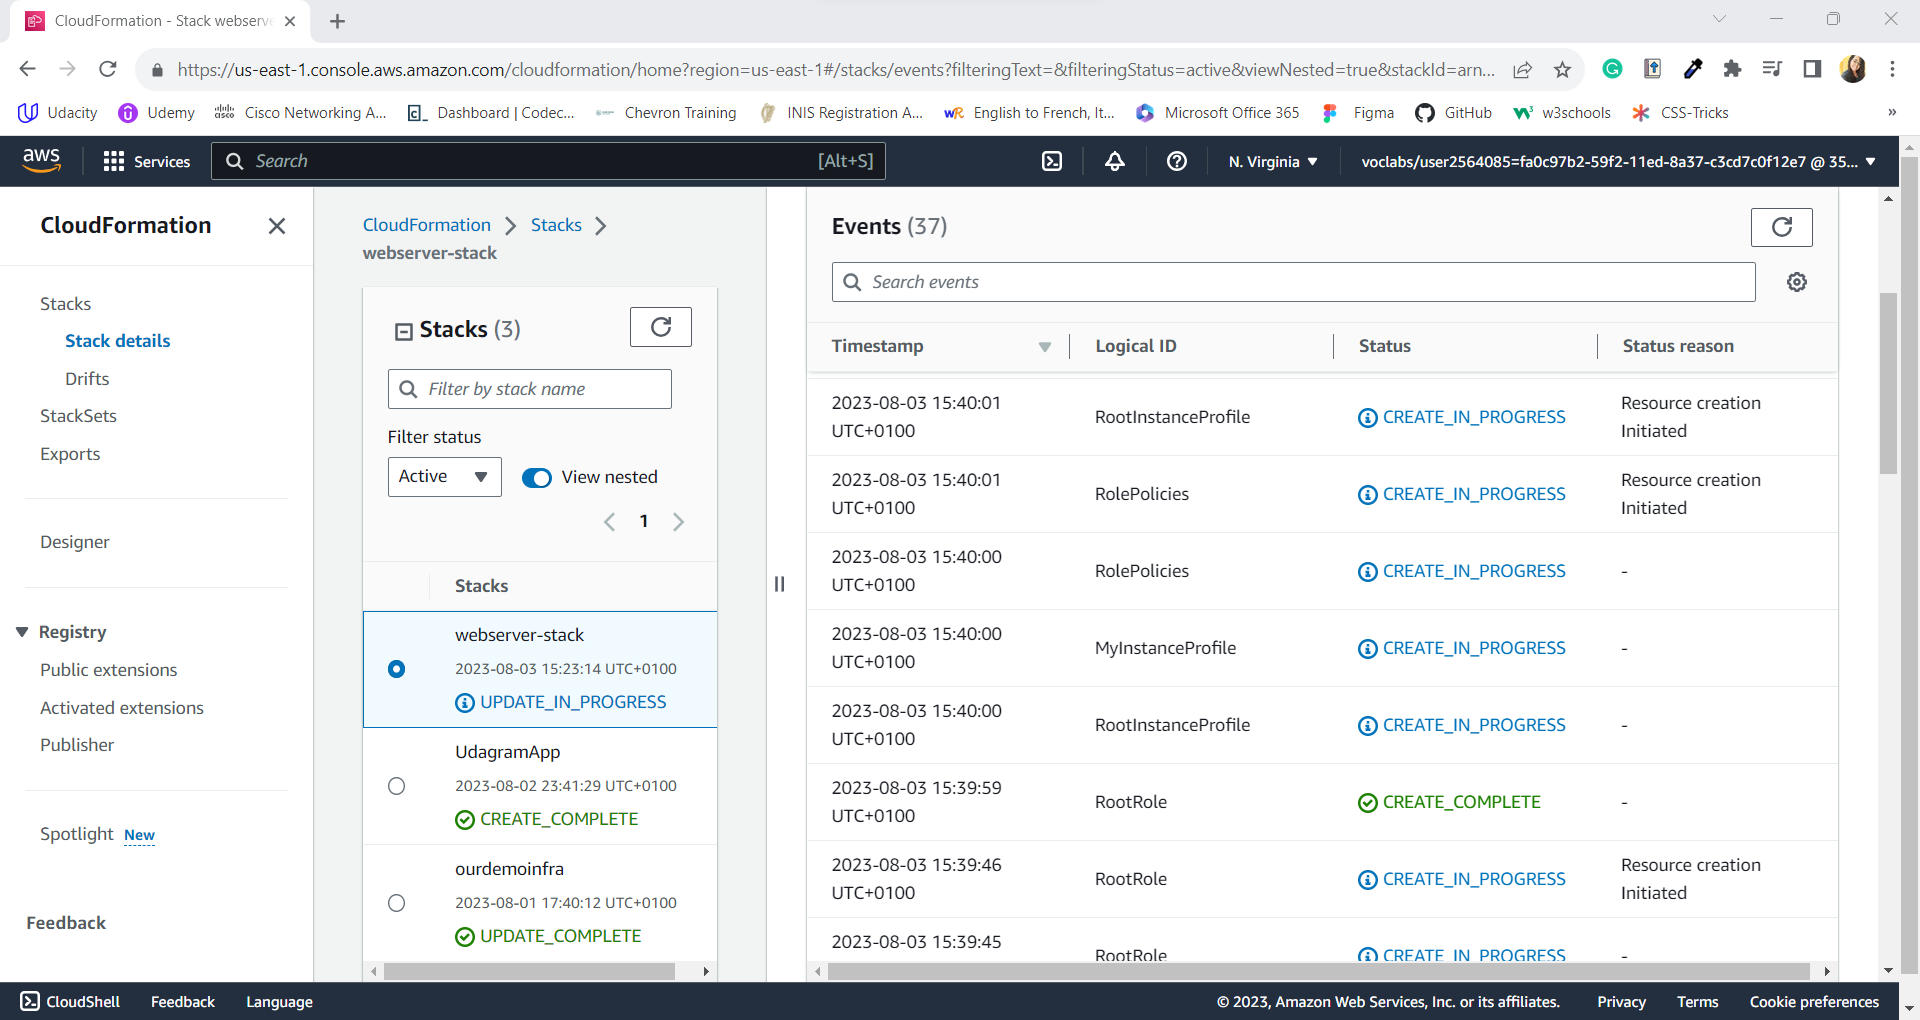 CloudFormation - Stack webserve
https://us-east-1.console.aws.amazon.com/cloudformation/home?region=us-east-1#/stacks/events?filteringText=&filteringStatus=active&viewNested=true&stackId=arn...
Udacity
Udemy
Cisco Networking A...
Dashboard | Codec...
Chevron Training
INIS Registration A...
English to French, It...
Microsoft Office 365
Figma
GitHub
w3schools
CSS-Tricks
»
aws
Services
Search
[Alt+S]
N. Virginia
voclabs/user2564085=fa0c97b2-59f2-11ed-8a37-c3cd7c0f12e7 @ 35...
CloudFormation
Stacks
Stack details
Drifts
StackSets
Exports
Designer
Registry
Public extensions
Activated extensions
Publisher
Spotlight New
Feedback
CloudFormation > Stacks >
webserver-stack
Stacks (3)
Filter by stack name
Filter status
Active
View nested
1
Stacks
webserver-stack
2023-08-03 15:23:14 UTC+0100
UPDATE_IN_PROGRESS
UdagramApp
2023-08-02 23:41:29 UTC+0100
CREATE_COMPLETE
ourdemoinfra
2023-08-01 17:40:12 UTC+0100
UPDATE_COMPLETE
Events (37)
Search events
Timestamp Logical ID Status Status reason
2023-08-03 15:40:01 UTC+0100 RootInstanceProfile CREATE_IN_PROGRESS Resource creation Initiated
2023-08-03 15:40:01 UTC+0100 RolePolicies CREATE_IN_PROGRESS Resource creation Initiated
2023-08-03 15:40:00 UTC+0100 RolePolicies CREATE_IN_PROGRESS -
2023-08-03 15:40:00 UTC+0100 MyInstanceProfile CREATE_IN_PROGRESS -
2023-08-03 15:40:00 UTC+0100 RootInstanceProfile CREATE_IN_PROGRESS -
2023-08-03 15:39:59 UTC+0100 RootRole CREATE_COMPLETE -
2023-08-03 15:39:46 UTC+0100 RootRole CREATE_IN_PROGRESS Resource creation Initiated
2023-08-03 15:39:45 RootRole CREATE_IN_PROGRESS -
CloudShell
Feedback
Language
© 2023, Amazon Web Services, Inc. or its affiliates.
Privacy
Terms
Cookie preferences